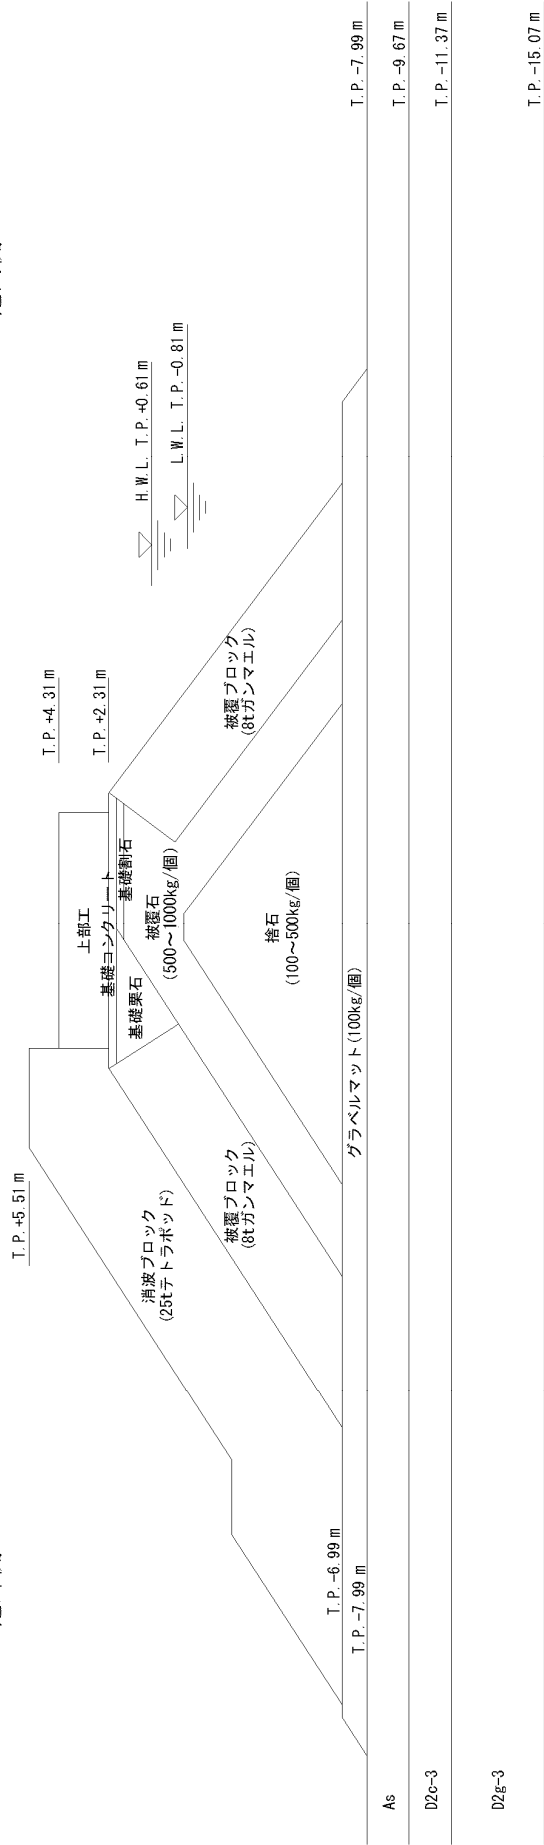 T.P.+5.51 m
T.P.+4.31 m
T.P.+2.31 m
H.W.L. T.P.+0.61 m
L.W.L. T.P.-0.81 m
上部工
基礎コンクリート
基礎割石
基礎栗石
被覆石
(500～1000kg/個)
消波ブロック
(25tテトラポッド)
被覆ブロック
(8tガンマエル)
被覆ブロック
(8tガンマエル)
捨石
(100～500kg/個)
グラベルマット(100kg/個)
T.P.-6.99 m
T.P.-7.99 m
T.P.-7.99 m
As
T.P.-9.67 m
D2c-3
T.P.-11.37 m
D2g-3
T.P.-15.07 m